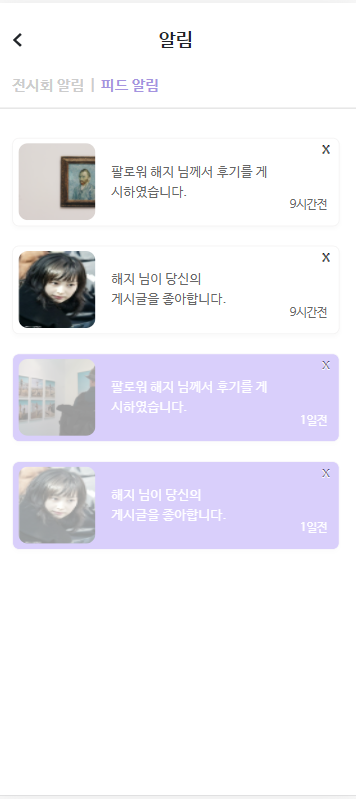 알림
전시회 알림 | 피드 알림
X
팔로워 해지 님께서 후기를 게
시하였습니다.
9시간전
X
해지 님이 당신의
게시글을 좋아합니다.
9시간전
X
팔로워 해지 님께서 후기를 게
시하였습니다.
1일전
X
해지 님이 당신의
게시글을 좋아합니다.
1일전